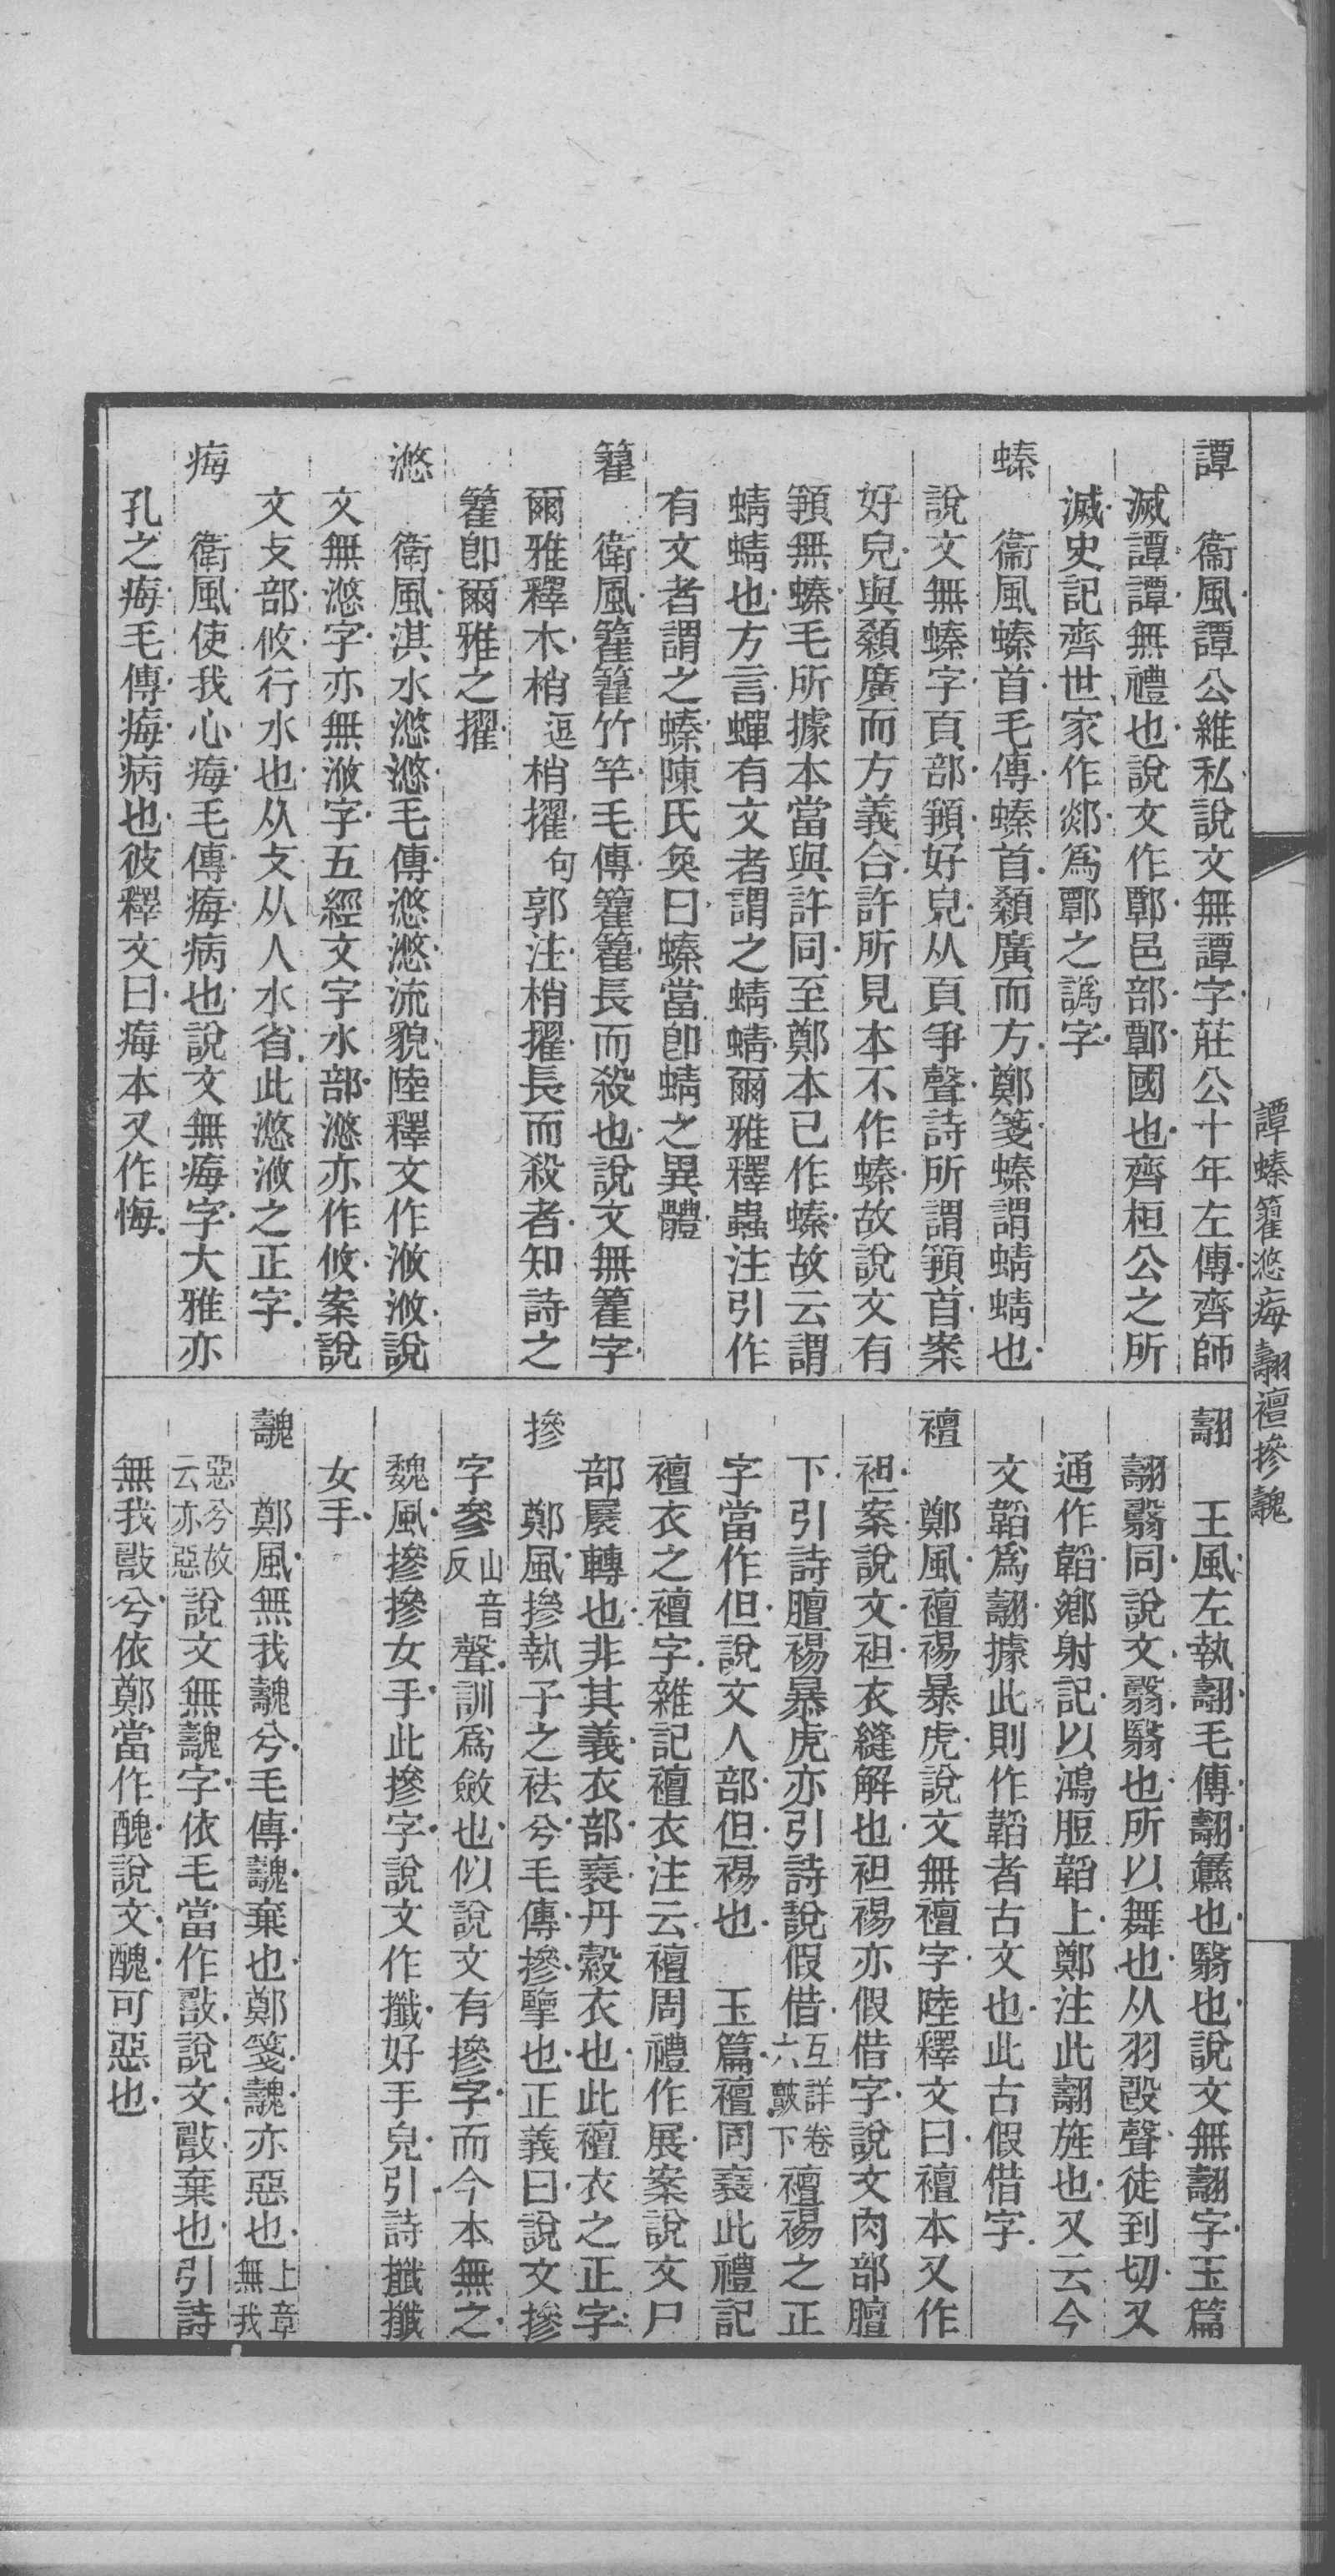 譚螓籊滺痗翿襢摻魗
譚
衞風譚公維私說文無譚字莊公十年左傳齊師
滅譚譚無禮也說文作鄿邑部鄿國也齊桓公之所
滅史記齊世家作郯爲鄿之譌字
螓
衞風螓首毛傳螓首顙廣而方鄭箋螓謂蜻蜻也
說文無螓字頁部頟好皃从頁爭聲詩所謂頟首案
好皃與顙廣而方義合許所見本不作螓故說文有
頟無螓毛所據本當與許同至鄭本已作螓故云謂
蜻蜻也方言蟬有文者謂之蜻蜻爾雅釋蟲注引作
有文者謂之螓陳氏奐曰螓當卽蜻之異體
籊
衛風籊籊竹竿毛傳籊籊長而殺也說文無籊字
爾雅釋木梢逗梢擢句郭注梢擢長而殺者知詩之
籊卽爾雅之擢
滺
衛風淇水滺滺毛傳滺滺流貌陸釋文作浟浟說
文無滺字亦無浟字五經文字水部滺亦作攸案說
文攴部攸行水也从攴从人水省此滺浟之正字
痗
衛風使我心痗毛傳痗病也說文無痗字大雅亦
孔之痗毛傳痗病也彼釋文曰痗本又作悔
翿
王風左執翿毛傳翿纛也翳也說文無翿字玉篇
翿翳同說文翳翳也所以舞也从羽殹聲徒到切又
通作韜鄉射記以鴻脰韜上鄭注此翿旌也又云今
文韜爲翿據此則作韜者古文也此古假借字
襢
鄭風襢裼暴虎說文無襢字陸釋文曰襢本又作
袒案說文袒衣縫解也袒裼亦假借字說文肉部膻
下引詩膻裼暴虎亦引詩說假借互詳卷六㱿下襢裼之正
字當作但說文人部但裼也　玉篇襢同襄此禮記
襢衣之襢字雜記襢衣注云襢周禮作展案說文尸
部展轉也非其義衣部襄丹縠衣也此襢衣之正字
摻
鄭風摻執子之袪兮毛傳摻擥也正義曰說文摻
字參山音反聲訓爲斂也似說文有摻字而今本無之
魏風摻摻女手此摻字說文作攕好手皃引詩攕攕
女手
魗
鄭風無我魗兮毛傳魗棄也鄭箋魗亦惡也上章無我
惡兮故云亦惡說文無魗字依毛當作㪫說文㪫棄也引詩
無我㪫兮依鄭當作醜說文醜可惡也